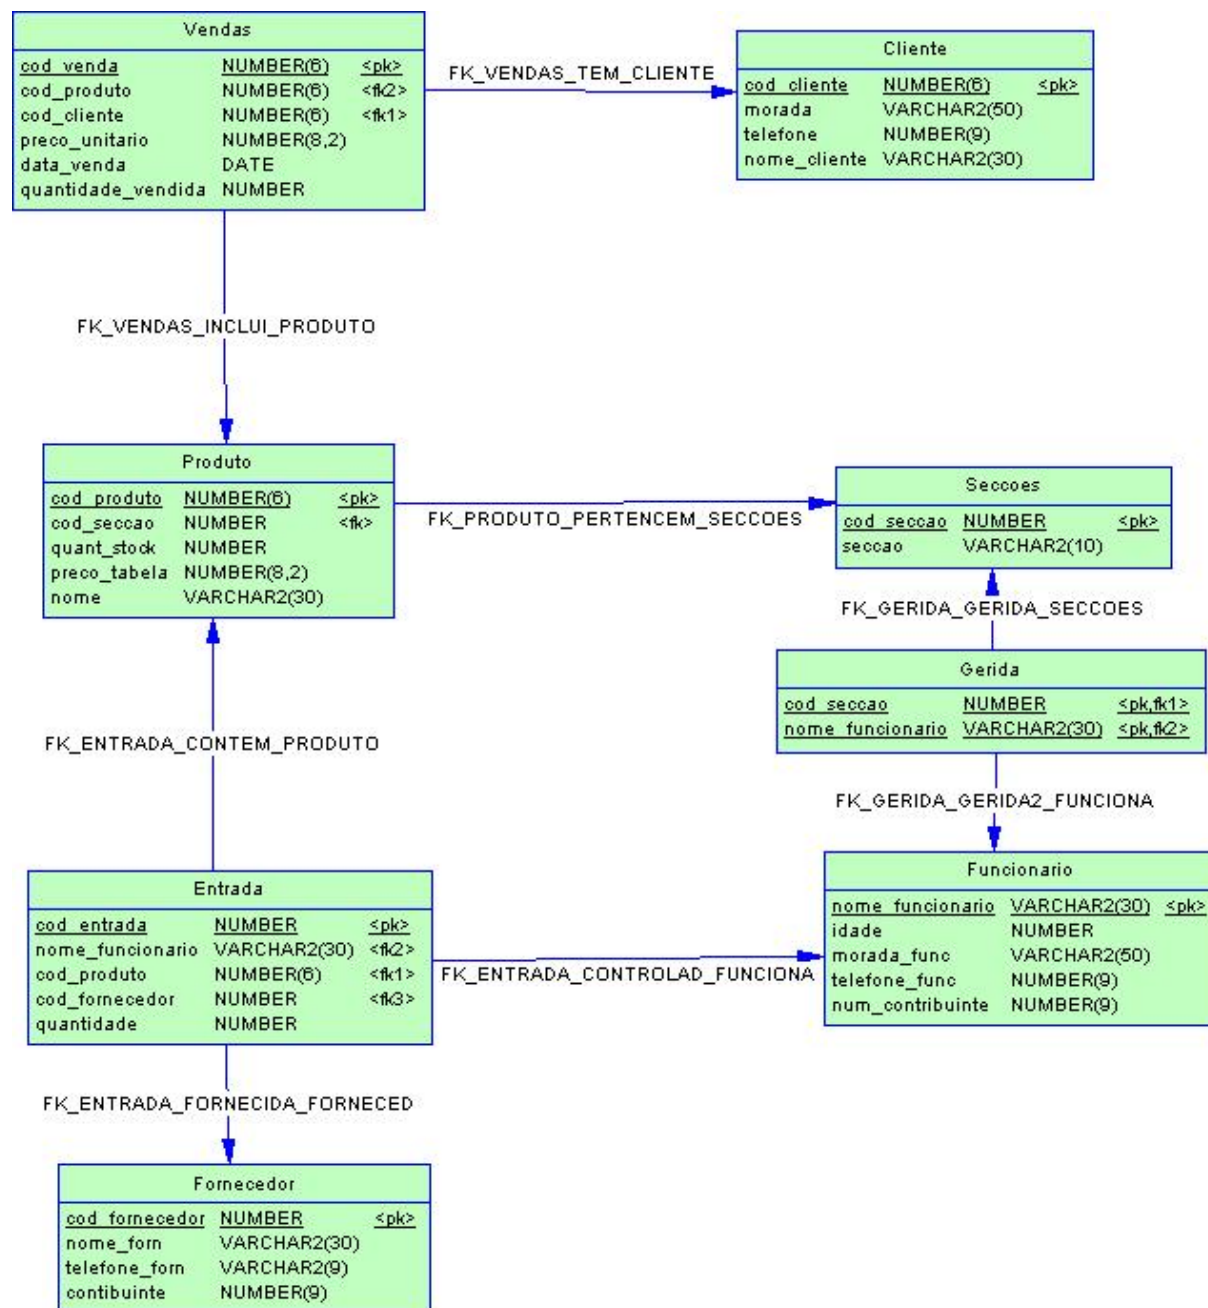 Vendas
cod_venda NUMBER(6) <pk>
cod_produto NUMBER(6) <fk2>
cod_cliente NUMBER(6) <fk1>
preco_unitario NUMBER(8,2)
data_venda DATE
quantidade_vendida NUMBER
FK_VENDAS_TEM_CLIENTE
Cliente
cod_cliente NUMBER(6) <pk>
morada VARCHAR2(50)
telefone NUMBER(9)
nome_cliente VARCHAR2(30)
FK_VENDAS_INCLUI_PRODUTO
Produto
cod_produto NUMBER(6) <pk>
cod_seccao NUMBER <fk>
quant_stock NUMBER
preco_tabela NUMBER(8,2)
nome VARCHAR2(30)
FK_PRODUTO_PERTENCEM_SECCOES
Seccoes
cod_seccao NUMBER <pk>
seccao VARCHAR2(10)
FK_GERIDA_GERIDA_SECCOES
Gerida
cod_seccao NUMBER <pk,fk1>
nome_funcionario VARCHAR2(30) <pk,fk2>
FK_ENTRADA_CONTEM_PRODUTO
FK_GERIDA_GERIDA2_FUNCIONA
Entrada
cod_entrada NUMBER <pk>
nome_funcionario VARCHAR2(30) <fk2>
cod_produto NUMBER(6) <fk1>
cod_fornecedor NUMBER <fk3>
quantidade NUMBER
FK_ENTRADA_CONTROLAD_FUNCIONA
Funcionario
nome_funcionario VARCHAR2(30) <pk>
idade NUMBER
morada_func VARCHAR2(50)
telefone_func NUMBER(9)
num_contribuinte NUMBER(9)
FK_ENTRADA_FORNECIDA_FORNECED
Fornecedor
cod_fornecedor NUMBER <pk>
nome_forn VARCHAR2(30)
telefone_forn VARCHAR2(9)
contibuinte NUMBER(9)